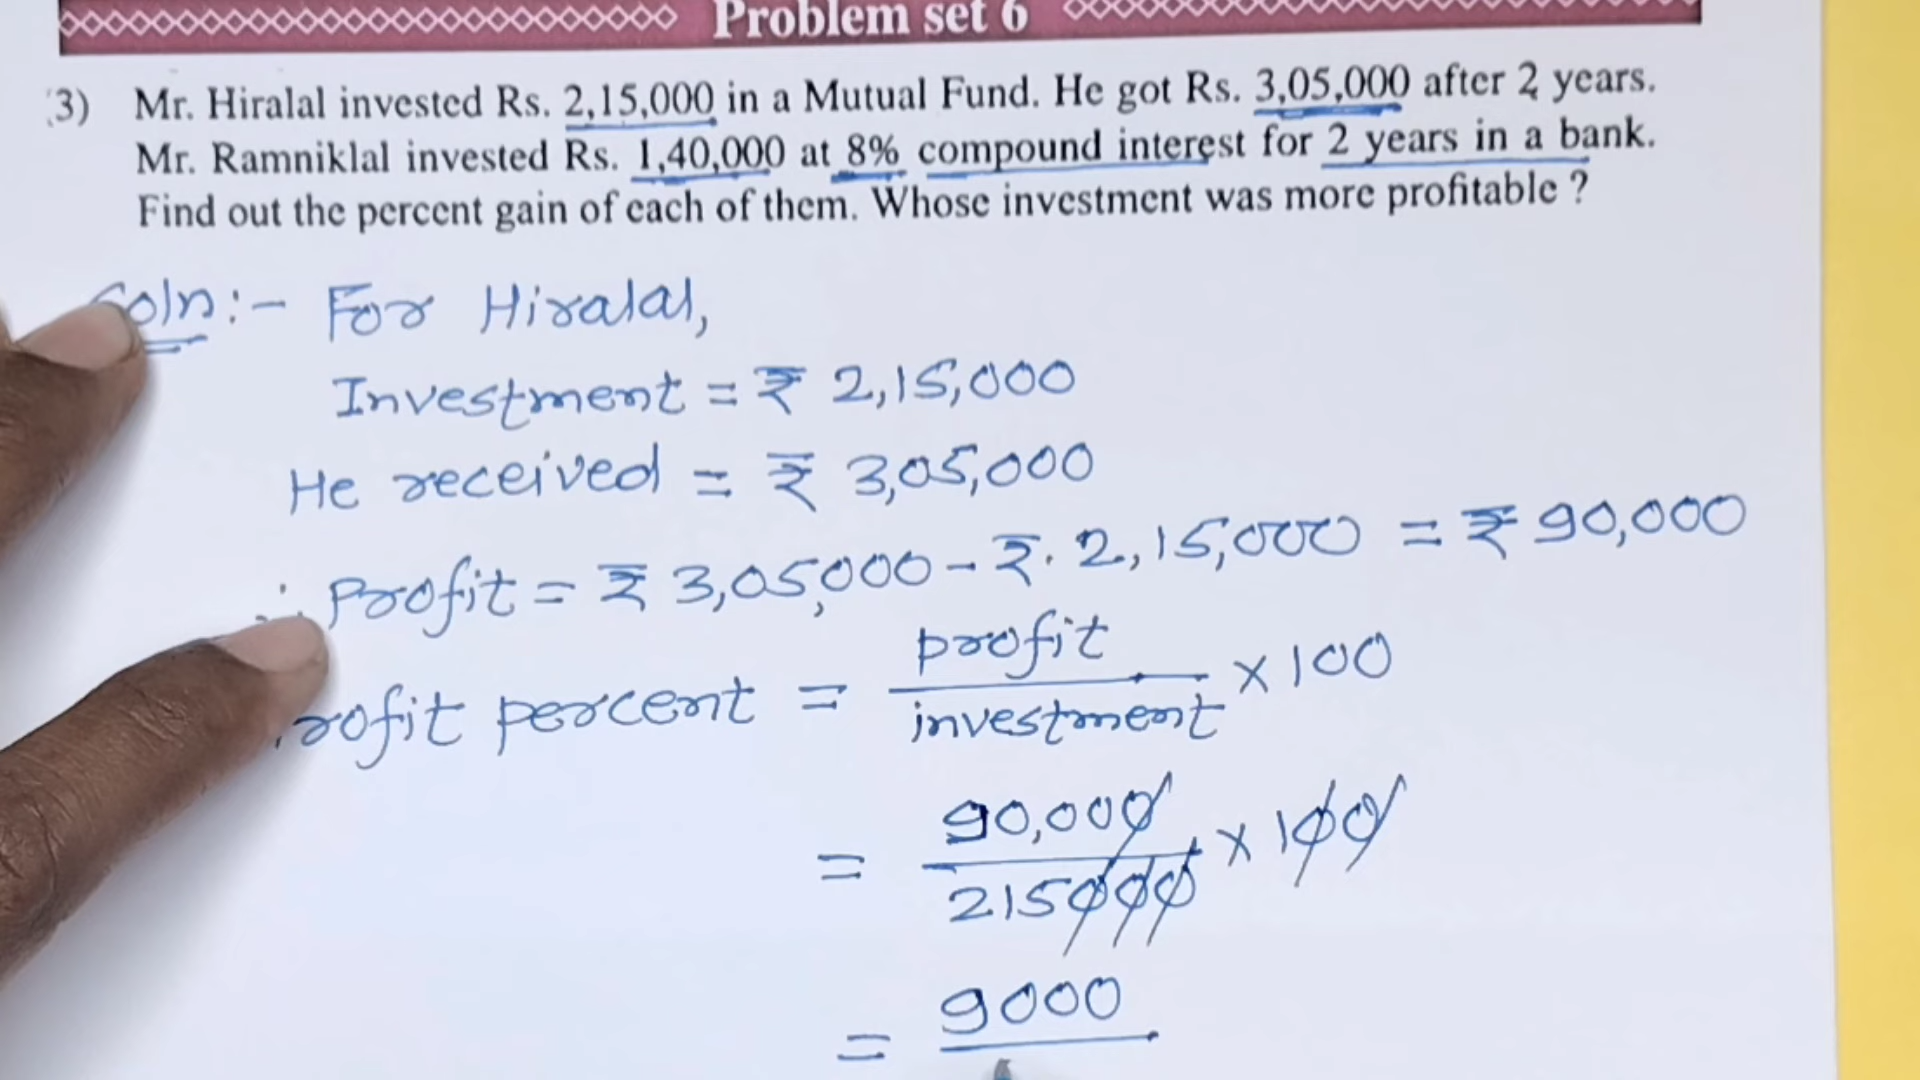 Problem set 6
3) Mr. Hiralal invested Rs. 2,15,000 in a Mutual Fund. He got Rs. 3,05,000 after 2 years.
Mr. Ramniklal invested Rs. 1,40,000 at 8% compound interest for 2 years in a bank.
Find out the percent gain of each of them. Whose investment was more profitable ?
Soln:- For Hiralal,
Investment = ₹ 2,15,000
He received = ₹ 3,05,000
∴ Profit = ₹ 3,05,000 - ₹. 2,15,000 = ₹ 90,000
profit
rofit percent = ――― × 100
investment
90,000
= ――― × 100
215000
9000
= ―――